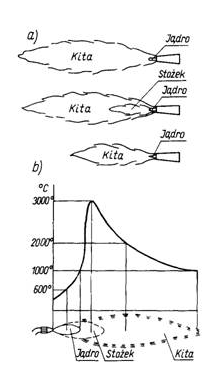 a)
Jądro
Kita
Stożek
Jądro
Kita
Jądro
Kita
b)
°C
3000°
2000°
1000°
600°
Jądro
Stożek
Kita